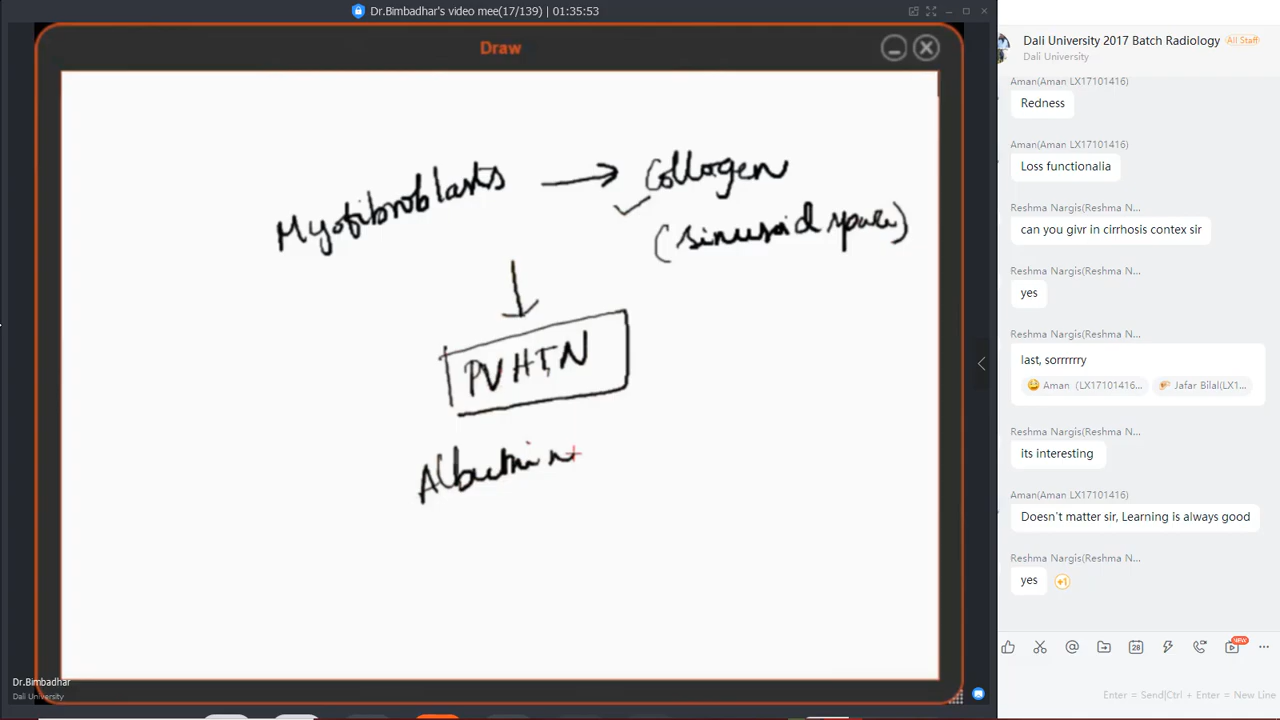 Dr.Bimbadhar's video mee(17/139) | 01:35:53
Draw
Myofibroblasts → Collogen
(sinusoid space)
PVHTN
Albumin
Dr.Bimbadhar
Dali University
Dali University 2017 Batch Radiology All Staff
Dali University
Aman(Aman LX17101416)
Redness
Aman(Aman LX17101416)
Loss functionalia
Reshma Nargis(Reshma N...
can you givr in cirrhosis contex sir
Reshma Nargis(Reshma N...
yes
Reshma Nargis(Reshma N...
last, sorrrrrry
Aman (LX17101416... Jafar Bilal(LX1...
Reshma Nargis(Reshma N...
its interesting
Aman(Aman LX17101416)
Doesn't matter sir, Learning is always good
Reshma Nargis(Reshma N...
yes +1
28 NEW
Enter = Send|Ctrl + Enter = New Line